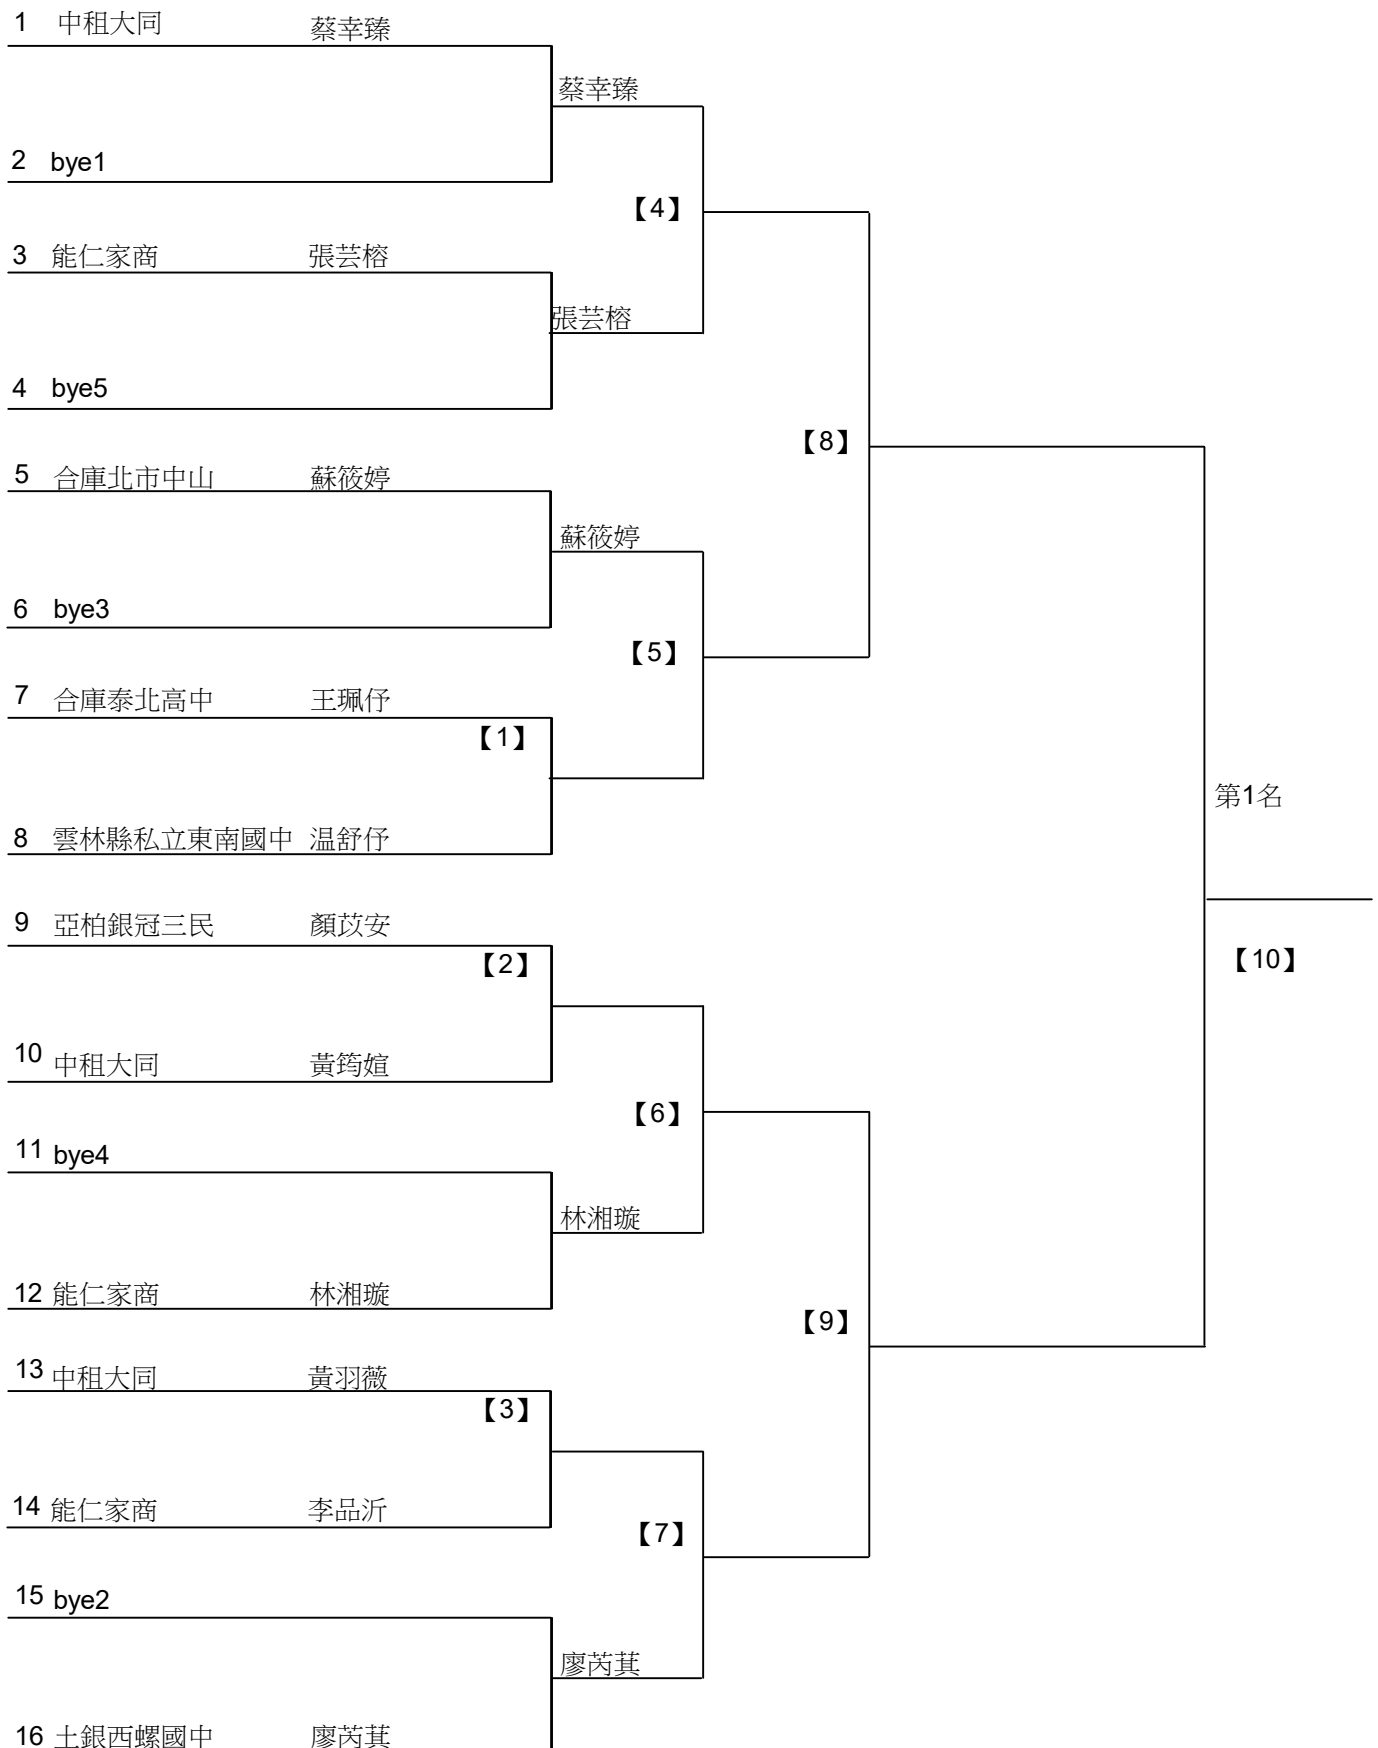 1 中租大同 蔡幸臻
蔡幸臻
2 bye1
【4】
3 能仁家商 張芸榕
張芸榕
4 bye5
【8】
5 合庫北市中山 蘇筱婷
蘇筱婷
6 bye3
【5】
7 合庫泰北高中 王珮伃
【1】
第1名
8 雲林縣私立東南國中 温舒伃
9 亞柏銀冠三民 顏苡安
【2】
【10】
10 中租大同 黃筠媗
【6】
11 bye4
林湘璇
12 能仁家商 林湘璇
【9】
13 中租大同 黃羽薇
【3】
14 能仁家商 李品沂
【7】
15 bye2
廖芮萁
16 土銀西螺國中 廖芮萁